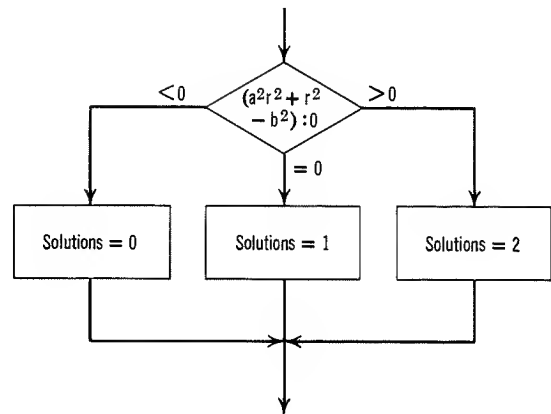 <0
(a²r² + r²
− b²) : 0
>0
= 0
Solutions = 0
Solutions = 1
Solutions = 2